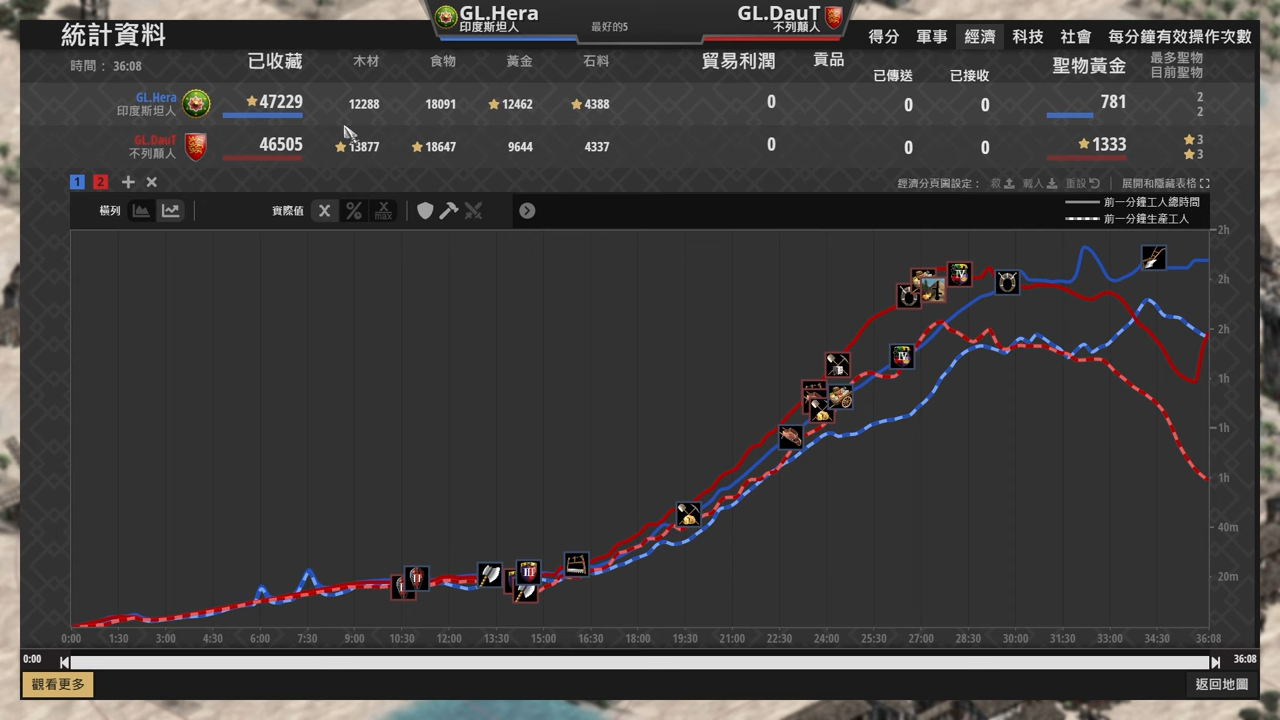 GL.Hera
印度斯坦人
最好的5
GL.DauT
不列顛人
統計資料
得分 軍事 經濟 科技 社會 每分鐘有效操作次數
時間： 36:08
已收藏 木材 食物 黃金 石料 貿易利潤 貢品 已傳送 已接收 聖物黃金 最多聖物
目前聖物
GL.Hera
印度斯坦人
47229 12288 18091 12462 4388 0 0 0 781 2
2
GL.DauT
不列顛人
46505 13877 18647 9644 4337 0 0 0 1333 3
3
1 2
經濟分頁圖設定： 載入 重設 展開和隱藏表格
橫列 實際值 X % X
max
前一分鐘工人總時間
前一分鐘生產工人
2h
2h
2h
1h
1h
1h
40m
20m
0:00 1:30 3:00 4:30 6:00 7:30 9:00 10:30 12:00 13:30 15:00 16:30 18:00 19:30 21:00 22:30 24:00 25:30 27:00 28:30 30:00 31:30 33:00 34:30 36:08
0:00 36:08
觀看更多 返回地圖